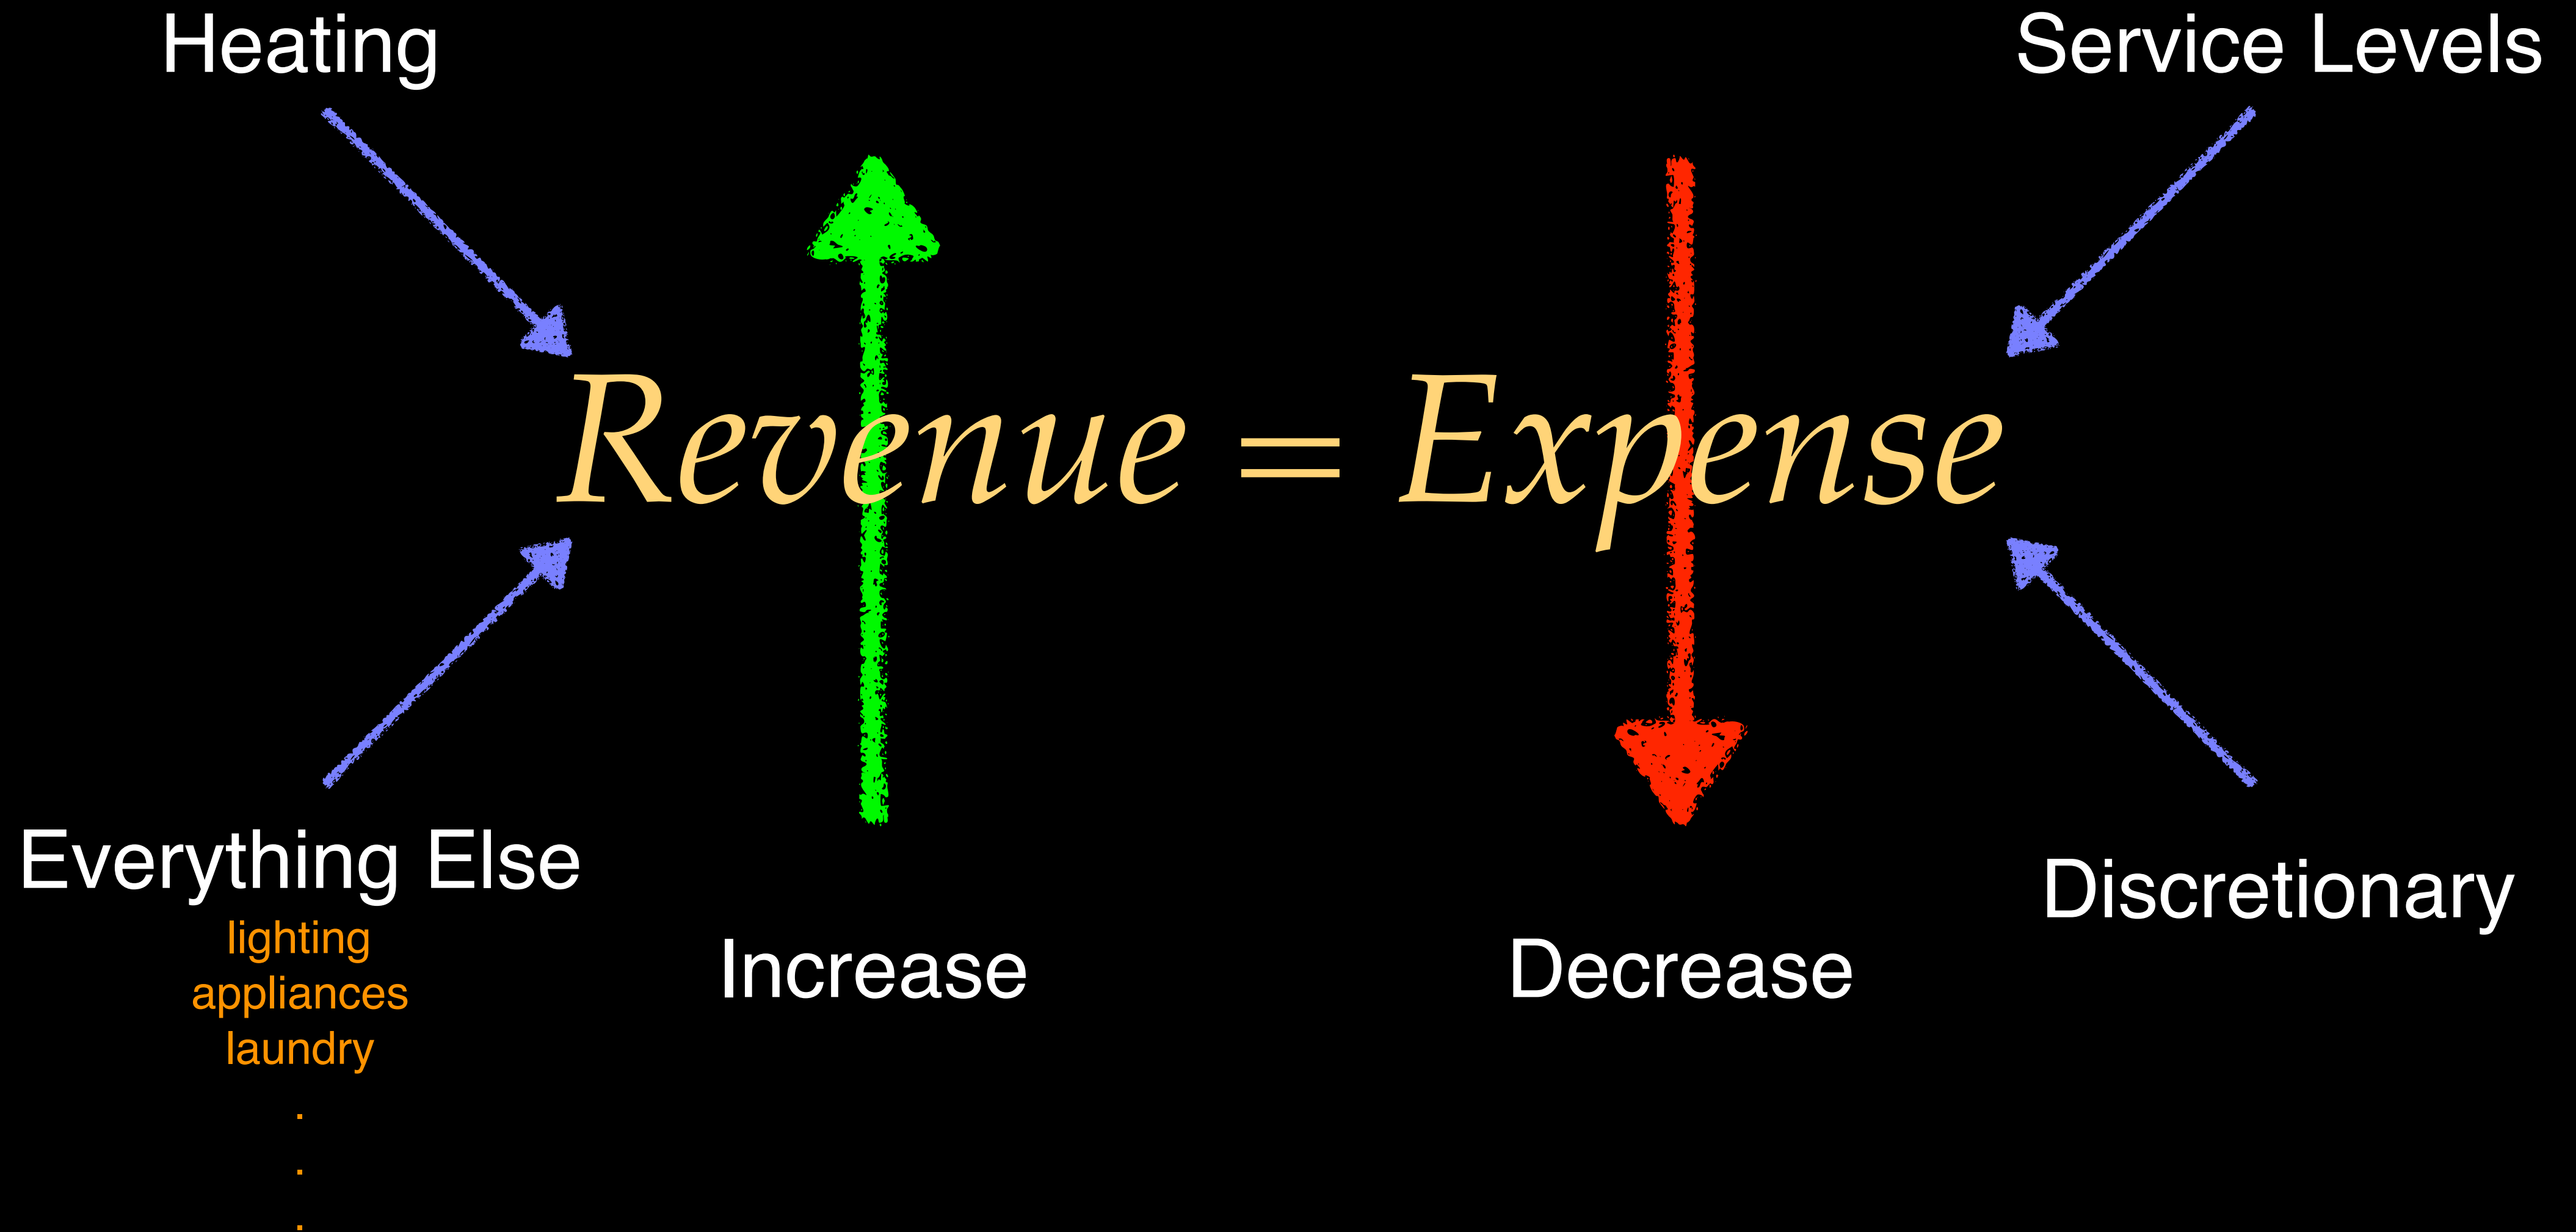 Heating
Service Levels
Revenue = Expense
Everything Else
lighting
appliances
laundry
.
.
.
Increase
Decrease
Discretionary